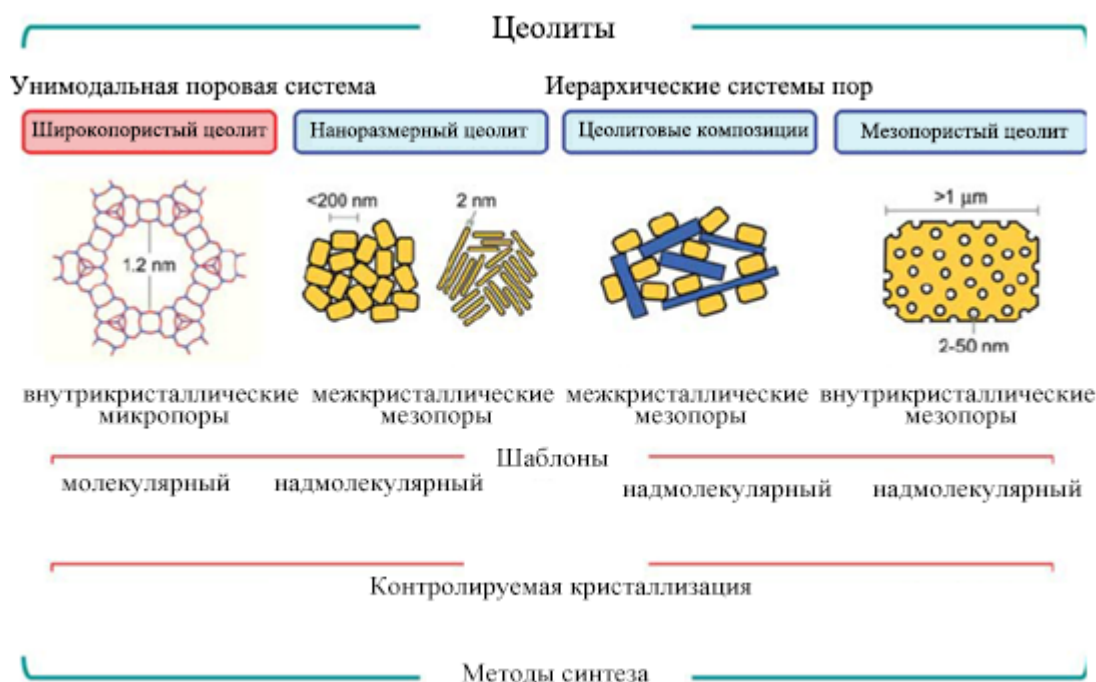 Цеолиты
Унимодальная поровая система
Иерархические системы пор
Широкопористый цеолит
Наноразмерный цеолит
Цеолитовые композиции
Мезопористый цеолит
1.2 nm
<200 nm
2 nm
>1 μm
2-50 nm
внутрикристаллические
микропоры
межкристаллические
мезопоры
межкристаллические
мезопоры
внутрикристаллические
мезопоры
Шаблоны
молекулярный
надмолекулярный
надмолекулярный
надмолекулярный
Контролируемая кристаллизация
Методы синтеза